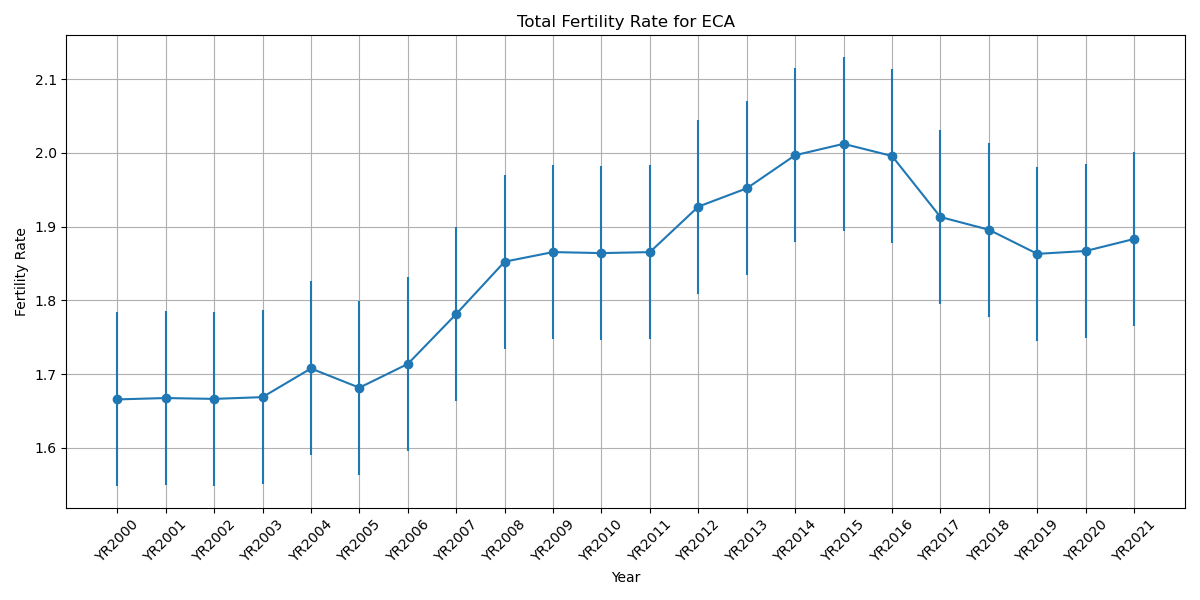 Total Fertility Rate for ECA
Fertility Rate
2.1
2.0
1.9
1.8
1.7
1.6
YR2000
YR2001
YR2002
YR2003
YR2004
YR2005
YR2006
YR2007
YR2008
YR2009
YR2010
YR2011
YR2012
YR2013
YR2014
YR2015
YR2016
YR2017
YR2018
YR2019
YR2020
YR2021
Year